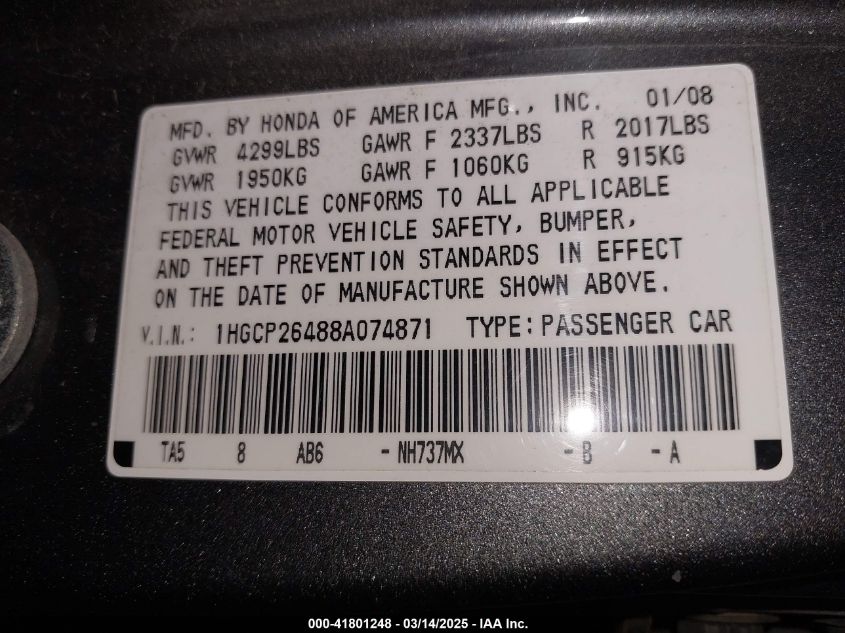 MFD. BY HONDA OF AMERICA MFG., INC. 01/08
GVWR 4299LBS GAWR F 2337LBS R 2017LBS
GVWR 1950KG GAWR F 1060KG R 915KG
THIS VEHICLE CONFORMS TO ALL APPLICABLE
FEDERAL MOTOR VEHICLE SAFETY, BUMPER,
AND THEFT PREVENTION STANDARDS IN EFFECT
ON THE DATE OF MANUFACTURE SHOWN ABOVE.
V.I.N.: 1HGCP26488A074871 TYPE: PASSENGER CAR
TA5 8 AB6 - NH737MX - B - A
000-41801248 - 03/14/2025 - IAA Inc.